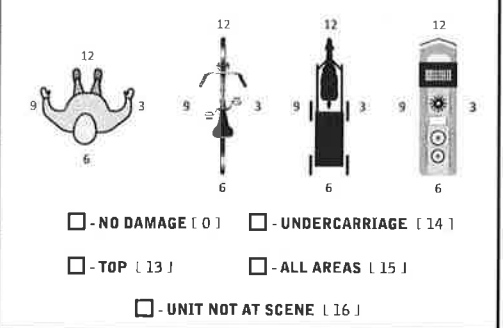 12 12 12
12
9 3 9 3 9 3 9 3
6
6 6 6
☐ - NO DAMAGE [ 0 ] ☐ - UNDERCARRIAGE [ 14 ]
☐ - TOP [ 13 ] ☐ - ALL AREAS [ 15 ]
☐ - UNIT NOT AT SCENE [ 16 ]